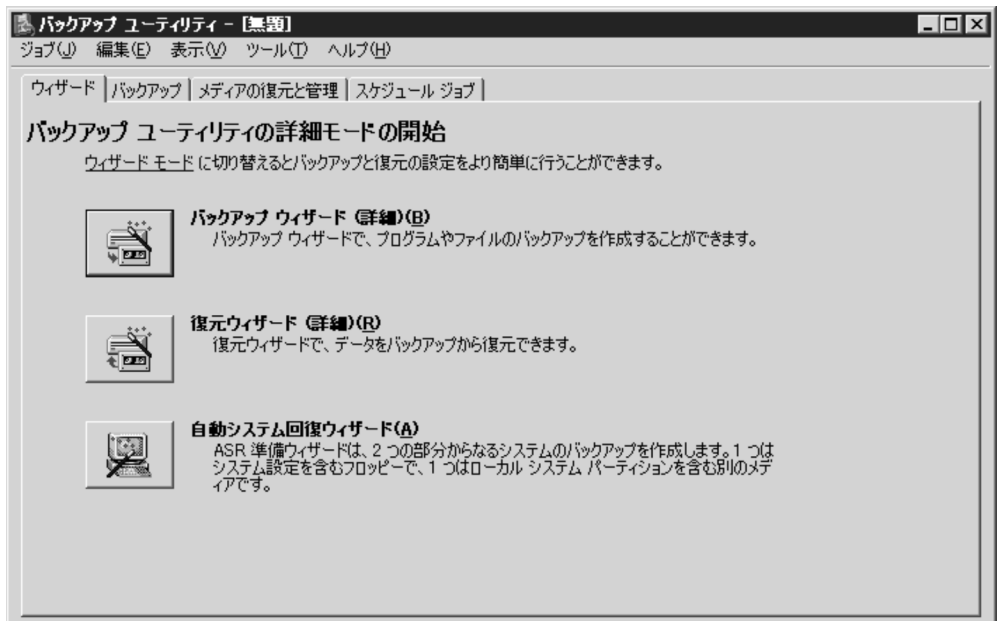 バックアップ ユーティリティ - [無題]
ジョブ(J) 編集(E) 表示(V) ツール(T) ヘルプ(H)
ウィザード バックアップ メディアの復元と管理 スケジュール ジョブ
バックアップ ユーティリティの詳細モードの開始
ウィザード モード に切り替えるとバックアップと復元の設定をより簡単に行うことができます。
バックアップ ウィザード (詳細)(B)
バックアップ ウィザードで、プログラムやファイルのバックアップを作成することができます。
復元ウィザード (詳細)(R)
復元ウィザードで、データをバックアップから復元できます。
自動システム回復ウィザード(A)
ASR 準備ウィザードは、2 つの部分からなるシステムのバックアップを作成します。1 つは
システム設定を含むフロッピーで、1 つはローカル システム パーティションを含む別のメデ
ィアです。